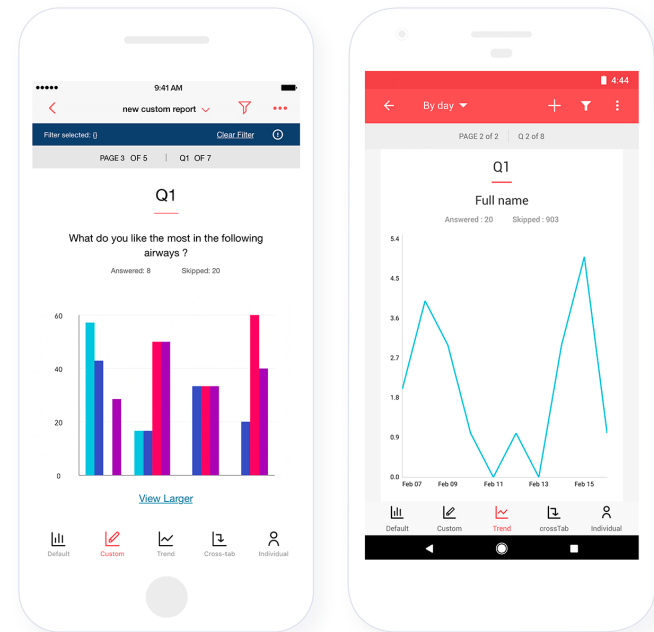 9:41 AM
new custom report
Filter selected: {}
Clear Filter
PAGE 3 OF 5 | Q1 OF 7
Q1
What do you like the most in the following
airways ?
Answered: 8 Skipped: 20
60
40
20
0
View Larger
Default Custom Trend Cross-tab Individual
4:44
By day
PAGE 2 of 2 | Q 2 of 8
Q1
Full name
Answered : 20 Skipped : 903
5.4
4.5
3.6
2.7
1.8
0.9
0.0
Feb 07 Feb 09 Feb 11 Feb 13 Feb 15
Default Custom Trend crossTab Individual